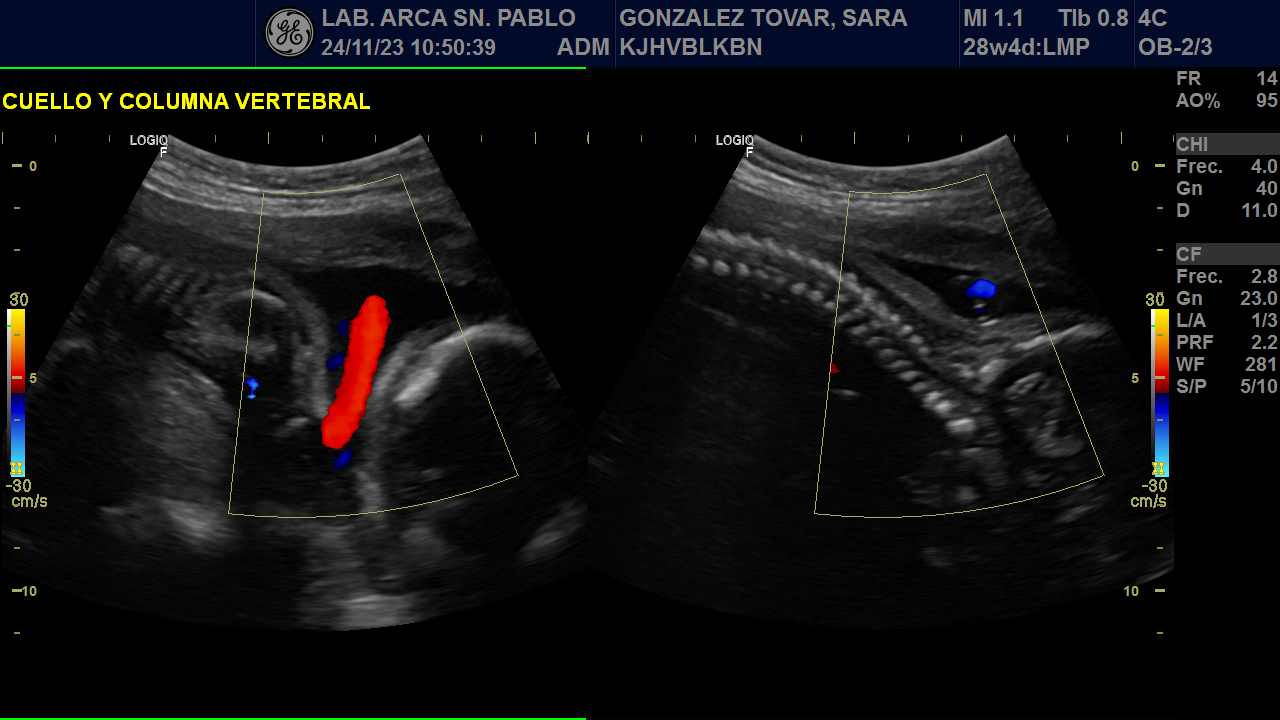 LAB. ARCA SN. PABLO
24/11/23 10:50:39 ADM
GONZALEZ TOVAR, SARA
KJHVBLKBN
MI 1.1 TIb 0.8
28w4d:LMP
4C
OB-2/3
CUELLO Y COLUMNA VERTEBRAL
LOGIQ
F
0
5
10
30
-30
cm/s
LOGIQ
F
0
5
10
30
-30
cm/s
FR 14
AO% 95
CHI
Frec. 4.0
Gn 40
D 11.0
CF
Frec. 2.8
Gn 23.0
L/A 1/3
PRF 2.2
WF 281
S/P 5/10